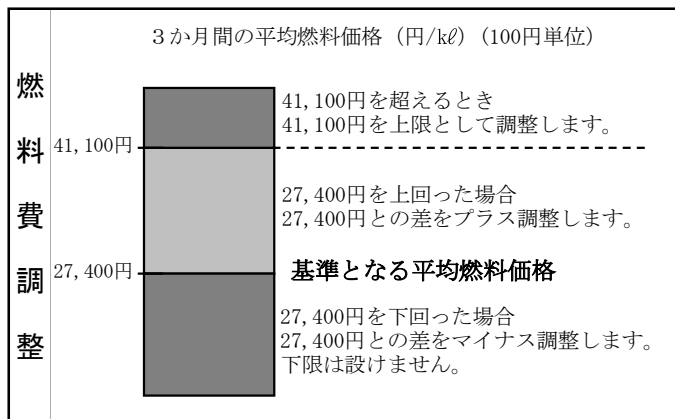 3か月間の平均燃料価格（円/kℓ）（100円単位）
燃料費調整
41,100円を超えるとき
41,100円を上限として調整します。
41,100円
27,400円を上回った場合
27,400円との差をプラス調整します。
27,400円
基準となる平均燃料価格
27,400円を下回った場合
27,400円との差をマイナス調整します。
下限は設けません。